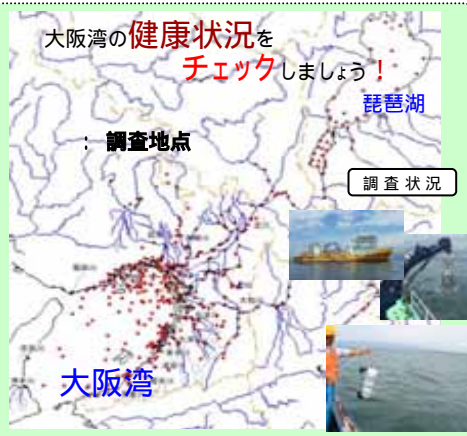 大阪湾の健康状況を
チェックしましょう！
琵琶湖
： 調査地点
調査状況
大阪湾